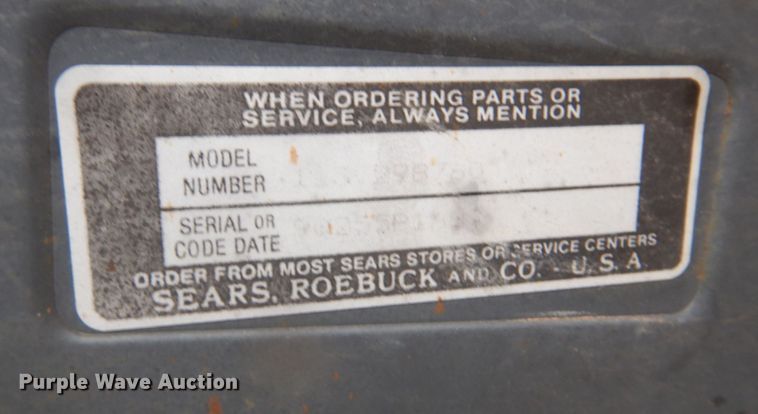 WHEN ORDERING PARTS OR
SERVICE, ALWAYS MENTION
MODEL
NUMBER
SERIAL OR
CODE DATE
ORDER FROM MOST SEARS STORES OR SERVICE CENTERS
SEARS, ROEBUCK AND CO. - U.S.A.
Purple Wave Auction